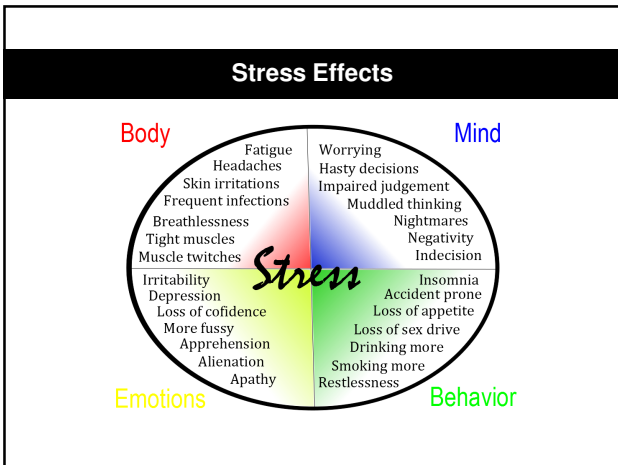 Stress Effects
Body
Mind
Fatigue
Headaches
Skin irritations
Frequent infections
Breathlessness
Tight muscles
Muscle twitches
Worrying
Hasty decisions
Impaired judgement
Muddled thinking
Nightmares
Negativity
Indecision
Stress
Irritability
Depression
Loss of cofidence
More fussy
Apprehension
Alienation
Apathy
Insomnia
Accident prone
Loss of appetite
Loss of sex drive
Drinking more
Smoking more
Restlessness
Emotions
Behavior